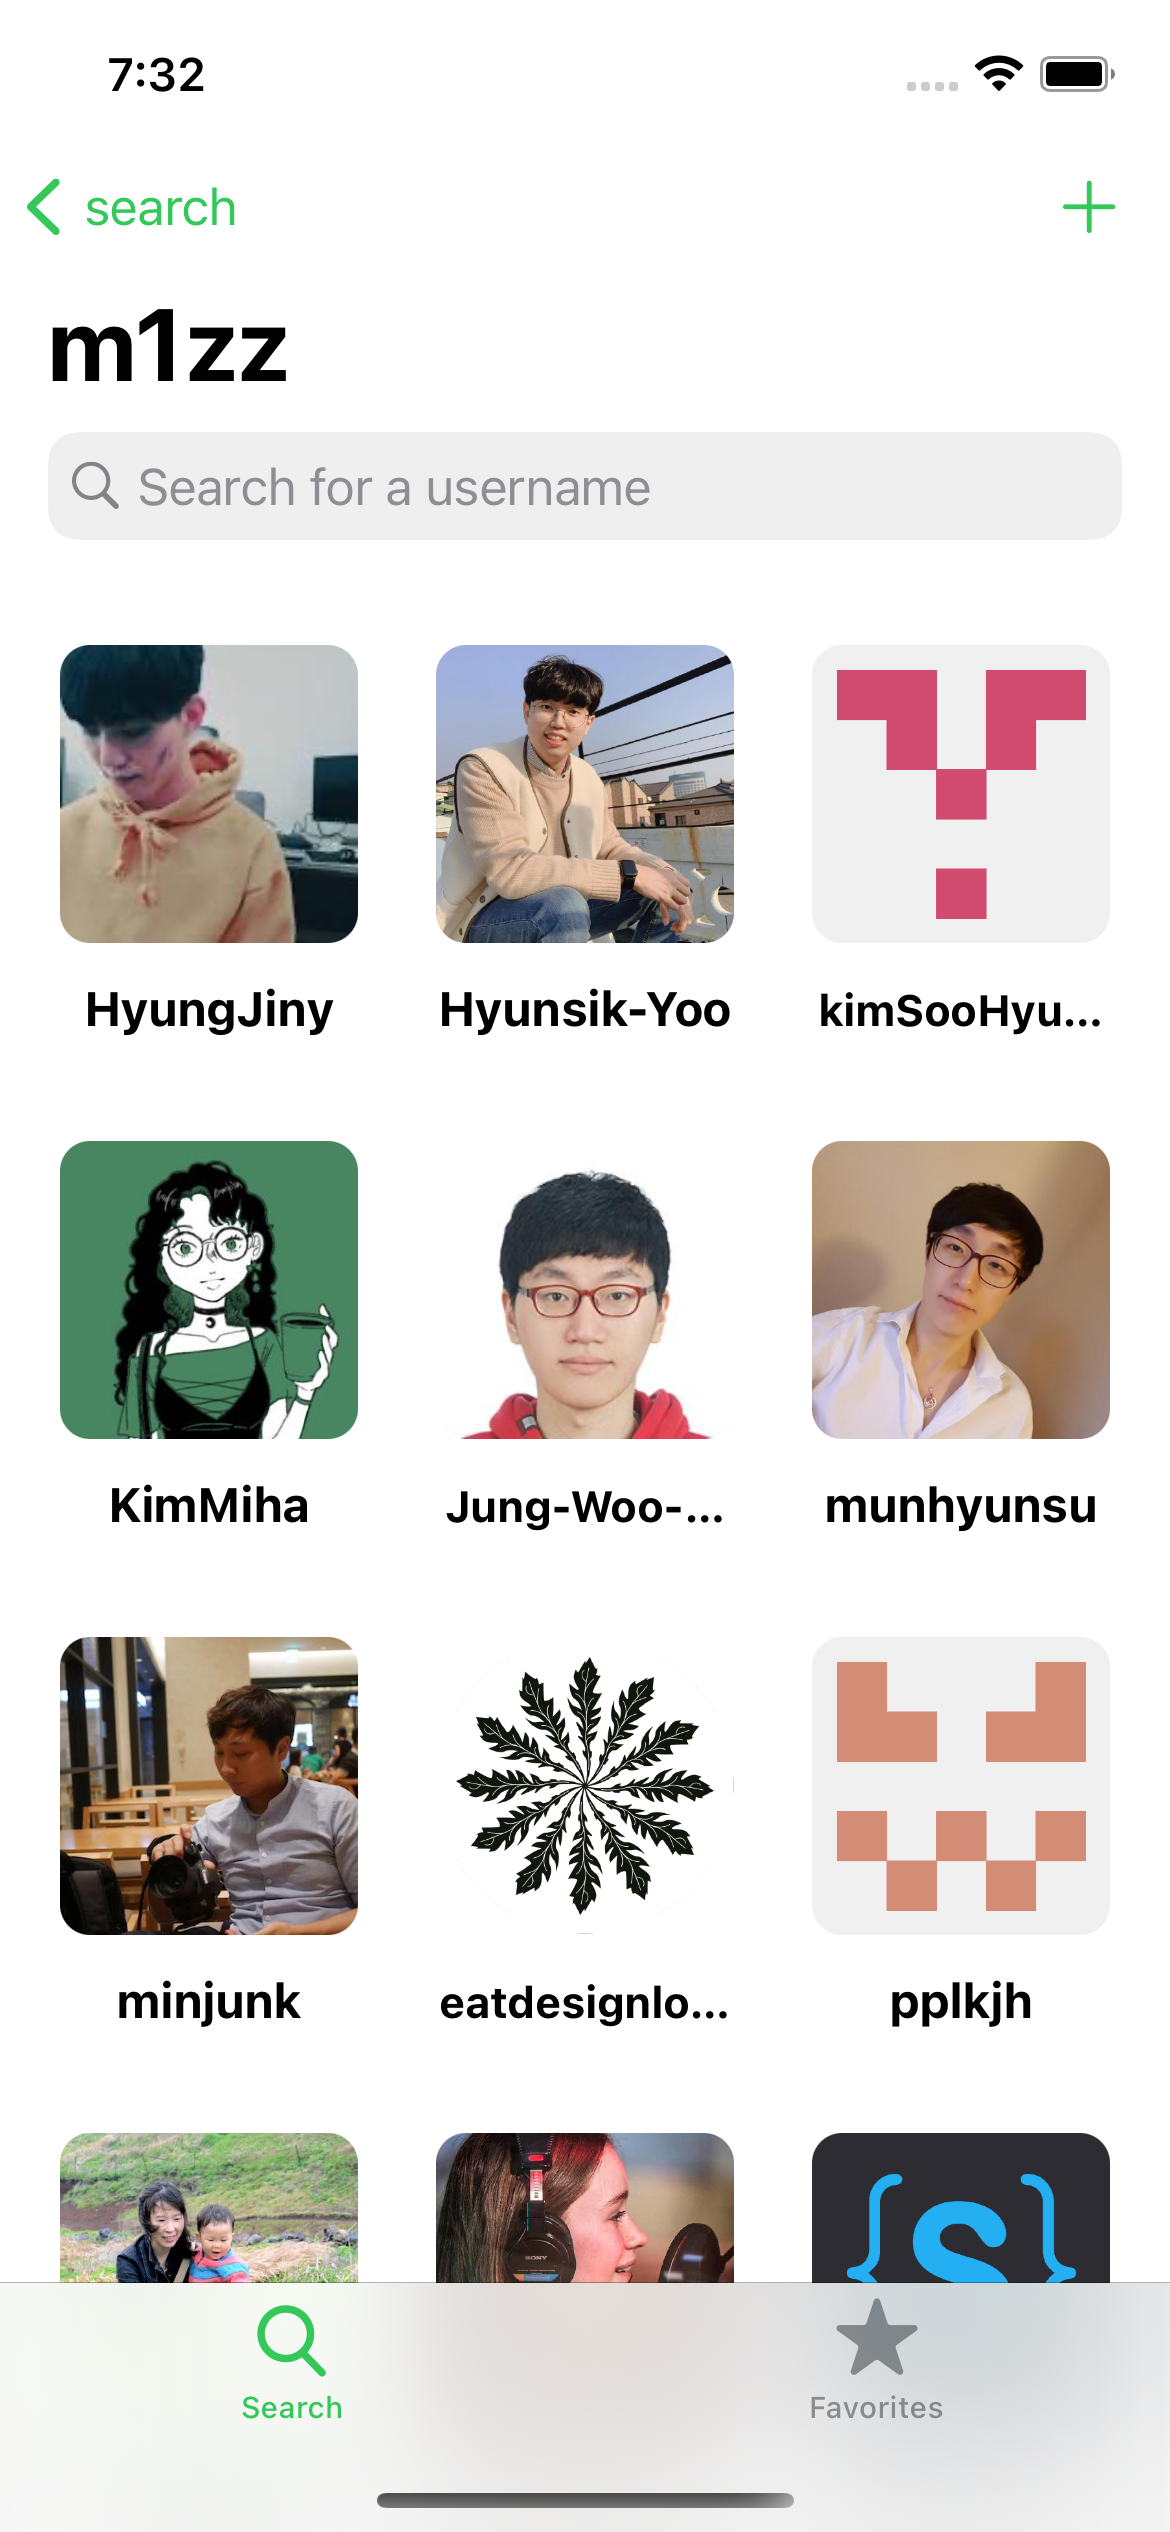 7:32
search
m1zz
Search for a username
HyungJiny
Hyunsik-Yoo
kimSooHyu...
KimMiha
Jung-Woo-...
munhyunsu
minjunk
eatdesignlo...
pplkjh
SONY
{S}
Search
Favorites